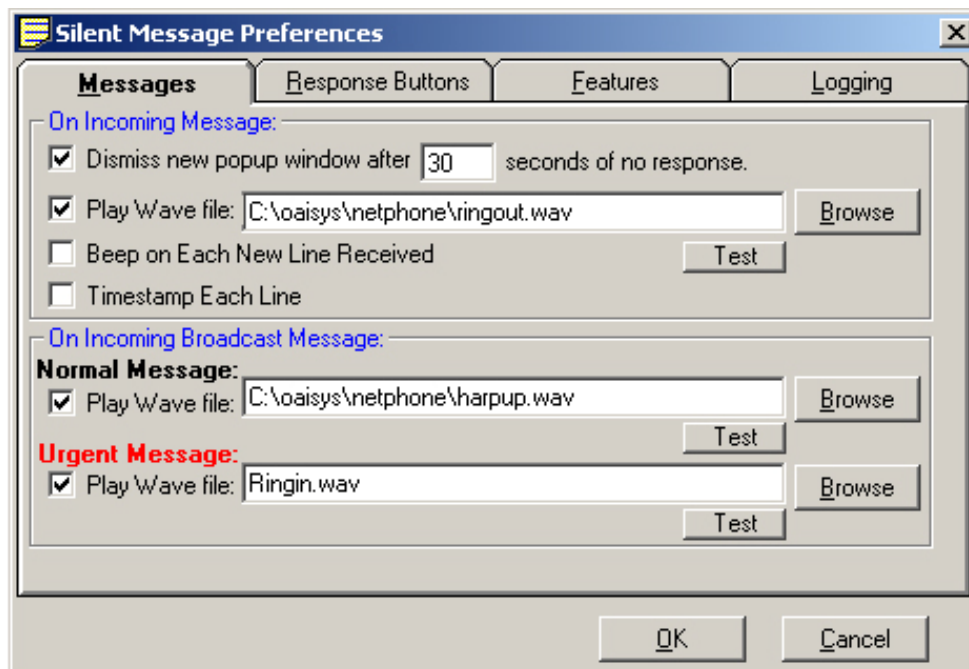 Silent Message Preferences
Messages Response Buttons Features Logging
On Incoming Message:
Dismiss new popup window after 30 seconds of no response.
Play Wave file: C:\oaisys\netphone\ringout.wav Browse
Beep on Each New Line Received Test
Timestamp Each Line
On Incoming Broadcast Message:
Normal Message:
Play Wave file: C:\oaisys\netphone\harpup.wav Browse
Test
Urgent Message:
Play Wave file: Ringin.wav Browse
Test
OK Cancel